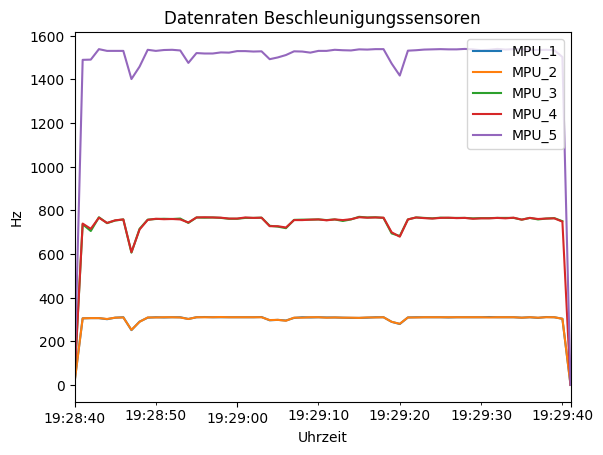 Datenraten Beschleunigungssensoren
1600
1400
1200
1000
800
600
400
200
0
Hz
MPU_1
MPU_2
MPU_3
MPU_4
MPU_5
19:28:40
19:28:50
19:29:00
19:29:10
19:29:20
19:29:30
19:29:40
Uhrzeit